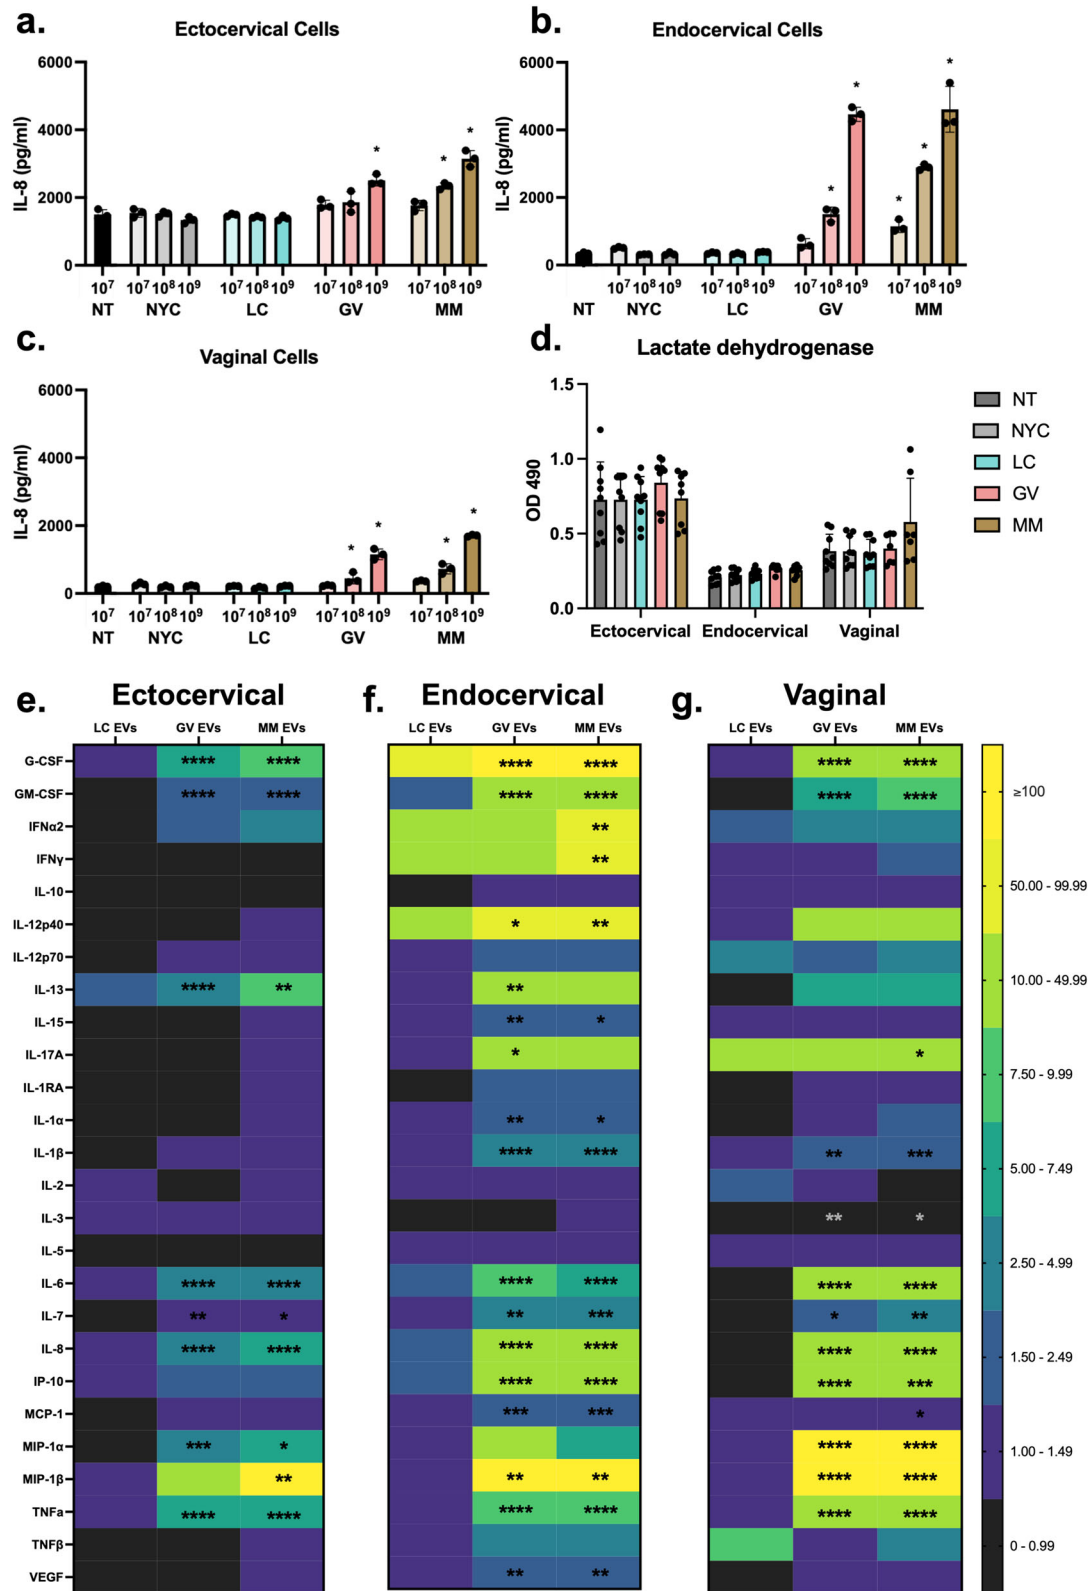 a.
Ectocervical Cells
IL-8 (pg/ml)
6000
4000
2000
0
* * *
10⁷ 10⁷ 10⁸ 10⁹ 10⁷ 10⁸ 10⁹ 10⁷ 10⁸ 10⁹ 10⁷ 10⁸ 10⁹
NT NYC LC GV MM
b.
Endocervical Cells
IL-8 (pg/ml)
6000
4000
2000
0
* * * * *
10⁷ 10⁸ 10⁹ 10⁷ 10⁸ 10⁹ 10⁷ 10⁸ 10⁹ 10⁷ 10⁸ 10⁹
NT NYC LC GV MM
c.
Vaginal Cells
IL-8 (pg/ml)
6000
4000
2000
0
* * * *
10⁷ 10⁷ 10⁸ 10⁹ 10⁷ 10⁸ 10⁹ 10⁷ 10⁸ 10⁹ 10⁷ 10⁸ 10⁹
NT NYC LC GV MM
d.
Lactate dehydrogenase
OD 490
1.5
1.0
0.5
0.0
Ectocervical Endocervical Vaginal
NT
NYC
LC
GV
MM
e. Ectocervical f. Endocervical g. Vaginal
LC EVs GV EVs MM EVs LC EVs GV EVs MM EVs LC EVs GV EVs MM EVs
G-CSF **** **** **** **** **** ****
GM-CSF **** **** **** **** **** ****
IFNα2 **
IFNγ **
IL-10
IL-12p40 * **
IL-12p70
IL-13 **** ** **
IL-15 ** *
IL-17A * *
IL-1RA
IL-1α ** *
IL-1β **** **** ** ***
IL-2
IL-3 ** *
IL-5
IL-6 **** **** **** **** **** ****
IL-7 ** * ** *** * **
IL-8 **** **** **** **** **** ****
IP-10 **** **** **** ***
MCP-1 *** *** *
MIP-1α *** * **** ****
MIP-1β ** ** ** **** ****
TNFa **** **** **** **** **** ****
TNFβ
VEGF ** **
≥100
50.00 - 99.99
10.00 - 49.99
7.50 - 9.99
5.00 - 7.49
2.50 - 4.99
1.50 - 2.49
1.00 - 1.49
0 - 0.99